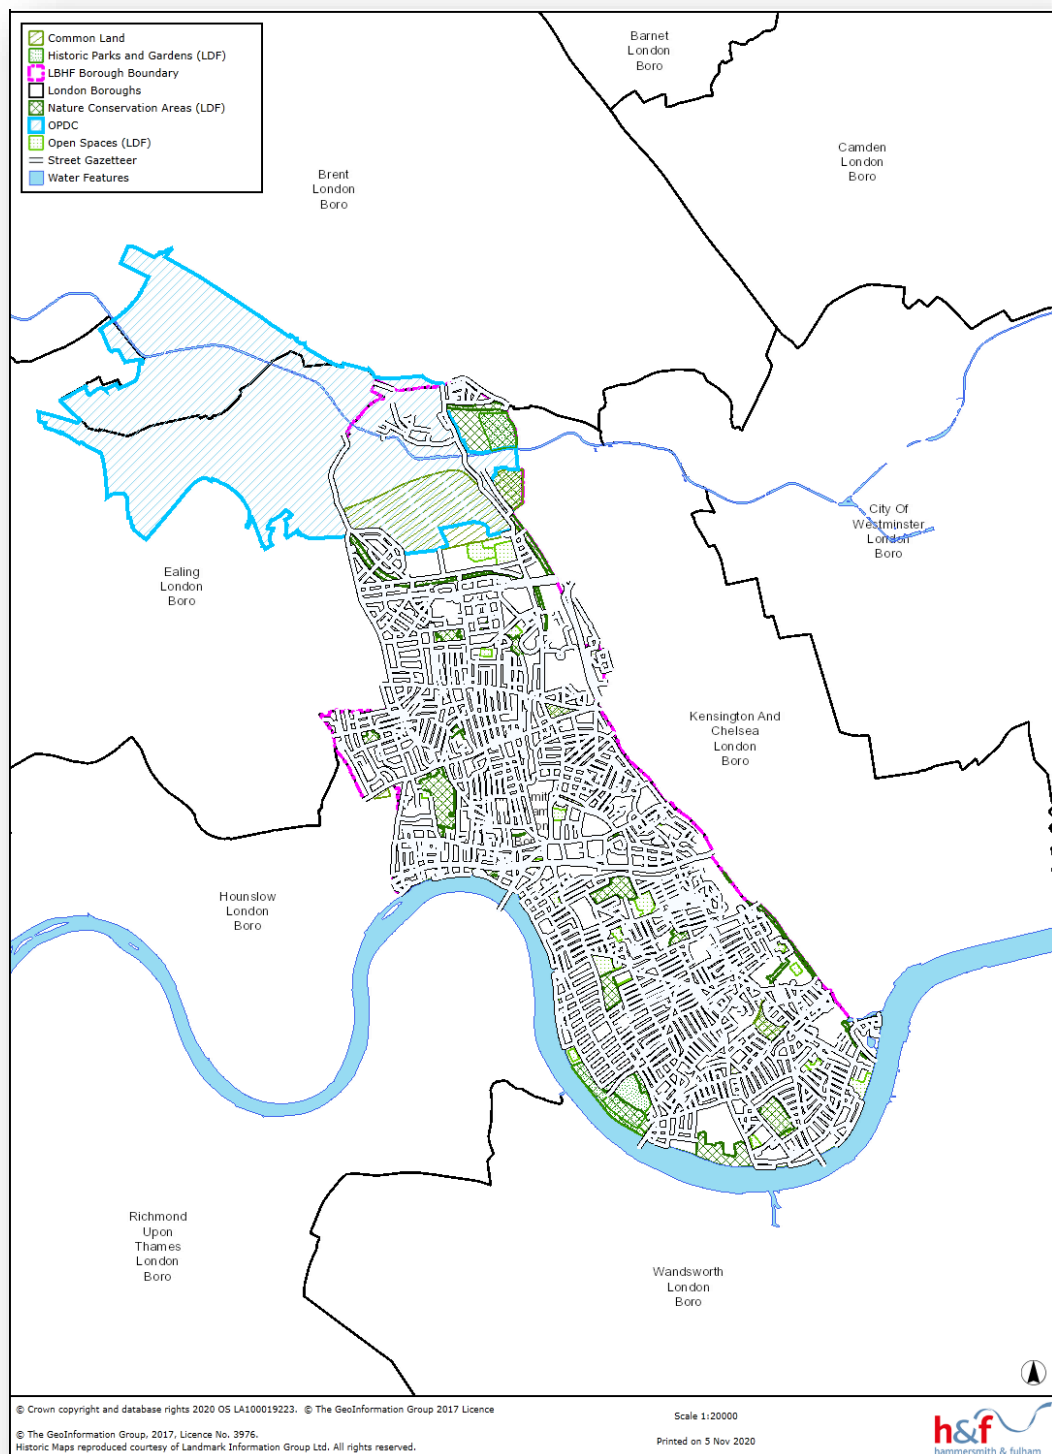 Common Land
Historic Parks and Gardens (LDF)
LBHF Borough Boundary
London Boroughs
Nature Conservation Areas (LDF)
OPDC
Open Spaces (LDF)
Street Gazetteer
Water Features
Barnet
London
Boro
Camden
London
Boro
Brent
London
Boro
City Of
Westminster
London
Boro
Ealing
London
Boro
Kensington And
Chelsea
London
Boro
Hounslow
London
Boro
Richmond
Upon
Thames
London
Boro
Wandsworth
London
Boro
© Crown copyright and database rights 2020 OS LA100019223. © The GeoInformation Group 2017 Licence
© The GeoInformation Group, 2017, Licence No. 3976.
Historic Maps reproduced courtesy of Landmark Information Group Ltd. All rights reserved.
Scale 1:20000
Printed on 5 Nov 2020
h&f
hammersmith & fulham